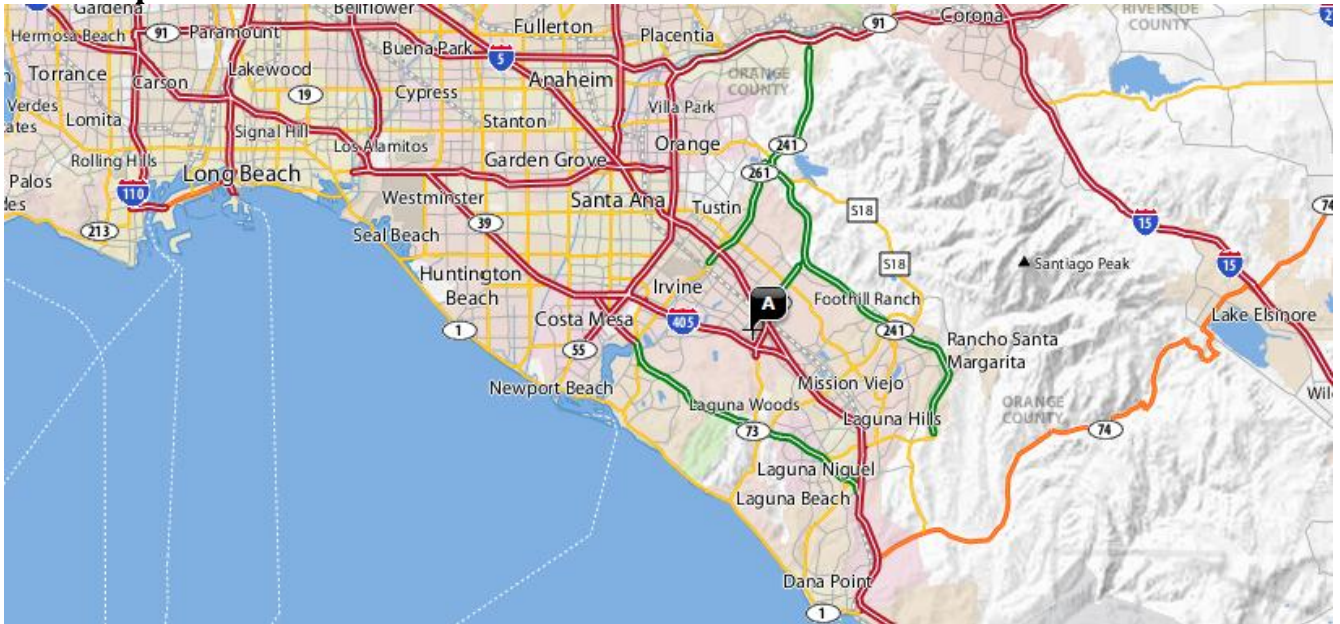 Gardena
Bellflower
Hermosa Beach
91
Paramount
Fullerton
Placentia
91
Corona
RIVERSIDE
COUNTY
Buena Park
5
Torrance
Carson
Lakewood
Anaheim
ORANGE
COUNTY
19
Cypress
Villa Park
Verdes
Lomita
Signal Hill
Stanton
Orange
241
Los Alamitos
Rolling Hills
Garden Grove
261
Palos
Long Beach
110
Westminster
Santa Ana
Tustin
S18
74
213
39
15
Seal Beach
S18
Santiago Peak
15
Huntington
Beach
Irvine
A
Foothill Ranch
Lake Elsinore
1
Costa Mesa
405
241
Rancho Santa
Margarita
55
Newport Beach
Mission Viejo
Laguna Woods
Laguna Hills
ORANGE
COUNTY
73
74
Laguna Niguel
Laguna Beach
Dana Point
1